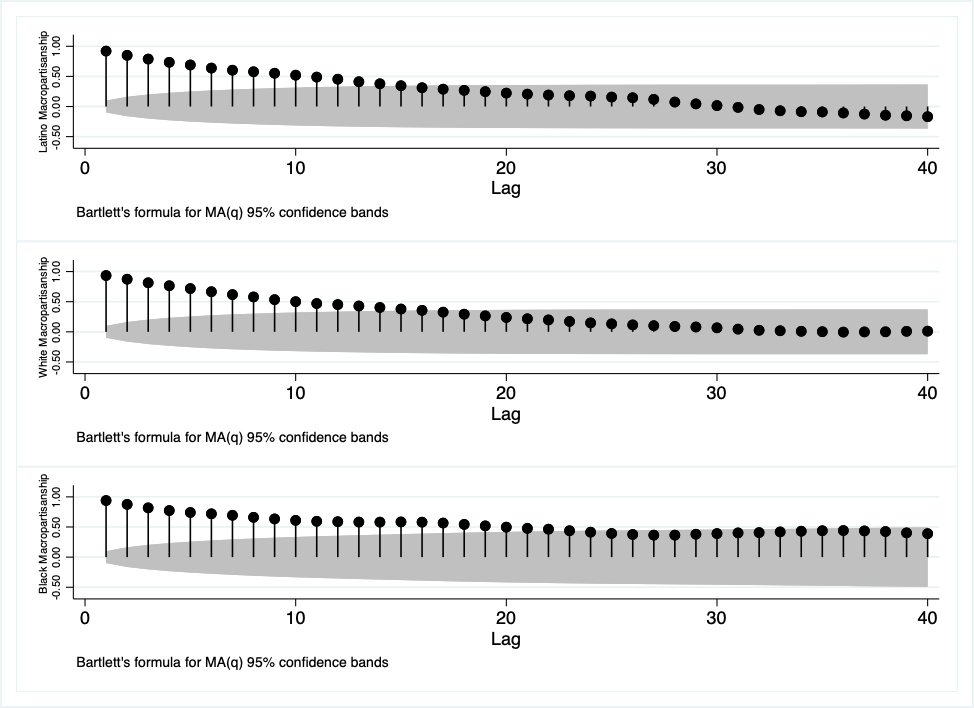 Latino Macropartisanship
1.00
0.50
0.00
-0.50
0 10 20 30 40
Lag
Bartlett's formula for MA(q) 95% confidence bands
White Macropartisanship
1.00
0.50
0.00
-0.50
0 10 20 30 40
Lag
Bartlett's formula for MA(q) 95% confidence bands
Black Macropartisanship
1.00
0.50
0.00
-0.50
0 10 20 30 40
Lag
Bartlett's formula for MA(q) 95% confidence bands